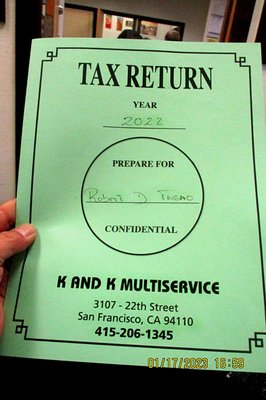 TAX RETURN
YEAR
2022
PREPARE FOR
Robert D
CONFIDENTIAL
K AND K MULTISERVICE
3107 - 22th Street
San Francisco, CA 94110
415-206-1345
01/17/2023 16:59